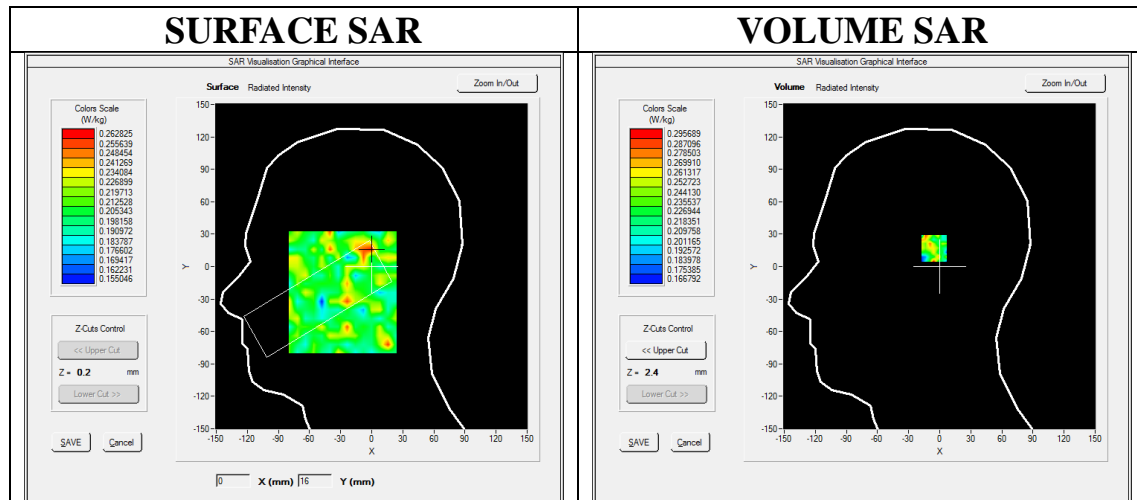 SURFACE SAR
VOLUME SAR
SAR Visualisation Graphical Interface
Surface Radiated Intensity
Zoom In/Out
Colors Scale
(W/kg)
0.262825
0.255639
0.248454
0.241269
0.234084
0.226899
0.219713
0.212528
0.205343
0.198158
0.190972
0.183787
0.176602
0.169417
0.162231
0.155046
150
120
90
60
30
0
-30
-60
-90
-120
-150
Y
-150 -120 -90 -60 -30 0 30 60 90 120 150
X
Z-Cuts Control
<< Upper Cut
Z = 0.2 mm
Lower Cut >>
SAVE Cancel
0 X (mm) 16 Y (mm)
SAR Visualisation Graphical Interface
Volume Radiated Intensity
Zoom In/Out
Colors Scale
(W/kg)
0.295689
0.287096
0.278503
0.269910
0.261317
0.252723
0.244130
0.235537
0.226944
0.218351
0.209758
0.201165
0.192572
0.183978
0.175385
0.166792
150
120
90
60
30
0
-30
-60
-90
-120
-150
Y
-150 -120 -90 -60 -30 0 30 60 90 120 150
X
Z-Cuts Control
<< Upper Cut
Z = 2.4 mm
Lower Cut >>
SAVE Cancel